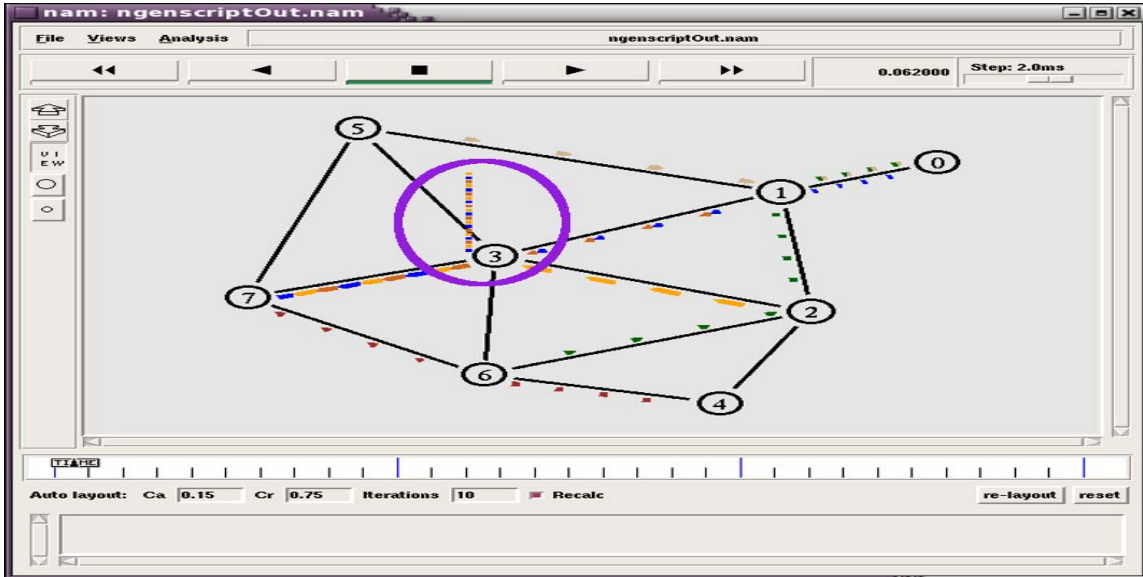 nam: ngenscriptOut.nam
File Views Analysis ngenscriptOut.nam
0.062000 Step: 2.0ms
VIEW
5
0
1
3
7
2
6
4
TIME
Auto layout: Ca 0.15 Cr 0.75 Iterations 10 Recalc re-layout reset